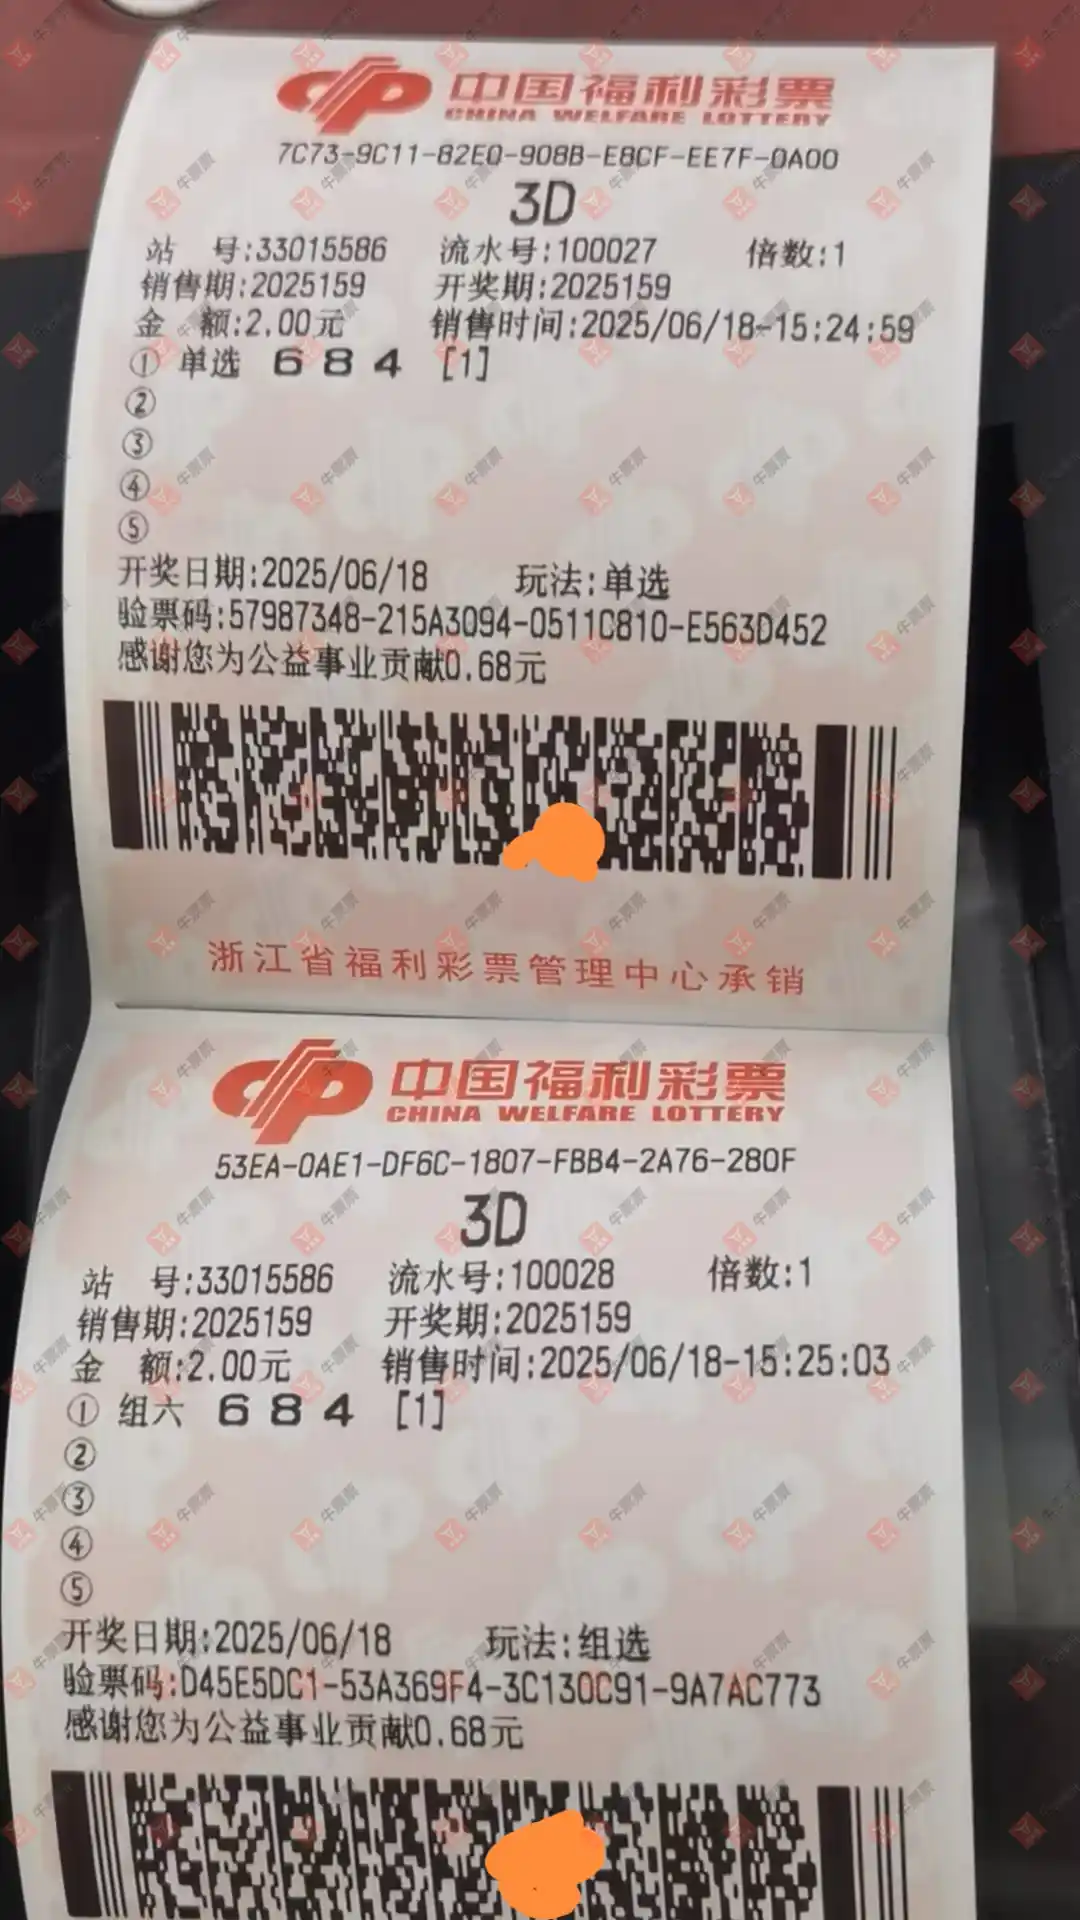 中国福利彩票
CHINA WELFARE LOTTERY
7C73-9C11-82E0-908B-E8CF-EE7F-0A00
3D
站 号:33015586 流水号:100027 倍数:1
销售期:2025159 开奖期:2025159
金 额:2.00元 销售时间:2025/06/18-15:24:59
① 单选 6 8 4 [1]
②
③
④
⑤
开奖日期:2025/06/18 玩法:单选
验票码:57987348-215A3094-0511C810-E563D452
感谢您为公益事业贡献0.68元
浙江省福利彩票管理中心承销
中国福利彩票
CHINA WELFARE LOTTERY
53EA-0AE1-DF6C-1807-FBB4-2A76-280F
3D
站 号:33015586 流水号:100028 倍数:1
销售期:2025159 开奖期:2025159
金 额:2.00元 销售时间:2025/06/18-15:25:03
① 组六 6 8 4 [1]
②
③
④
⑤
开奖日期:2025/06/18 玩法:组选
验票码:D45E5DC1-53A369F4-3C130C91-9A7AC773
感谢您为公益事业贡献0.68元
牛票票